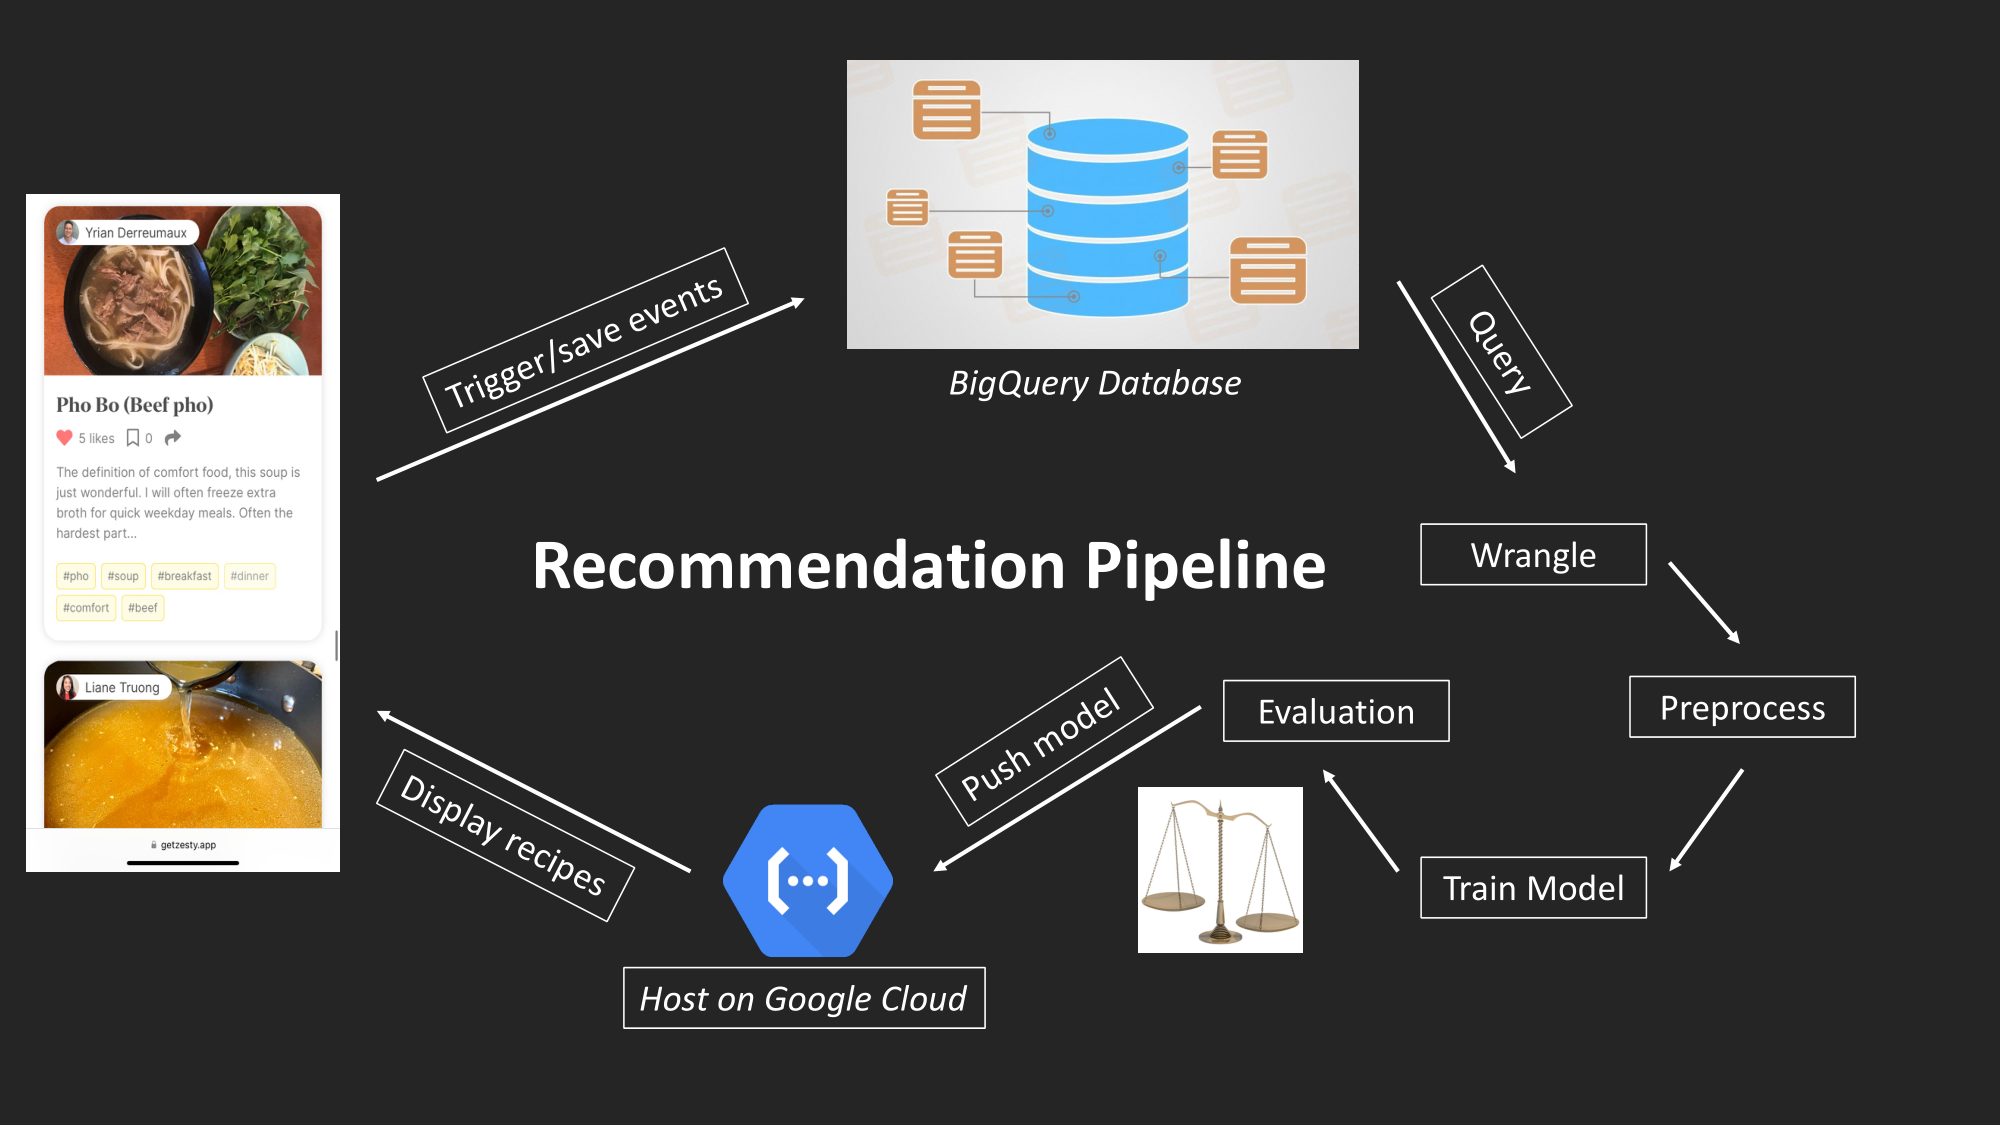 Yrian Derreumaux
Pho Bo (Beef pho)
5 likes 0
The definition of comfort food, this soup is
just wonderful. I will often freeze extra
broth for quick weekday meals. Often the
hardest part...
#pho #soup #breakfast #dinner
#comfort #beef
Liane Truong
getzesty.app
Trigger/save events
BigQuery Database
Query
Recommendation Pipeline
Wrangle
Preprocess
Train Model
Evaluation
Push model
Host on Google Cloud
Display recipes